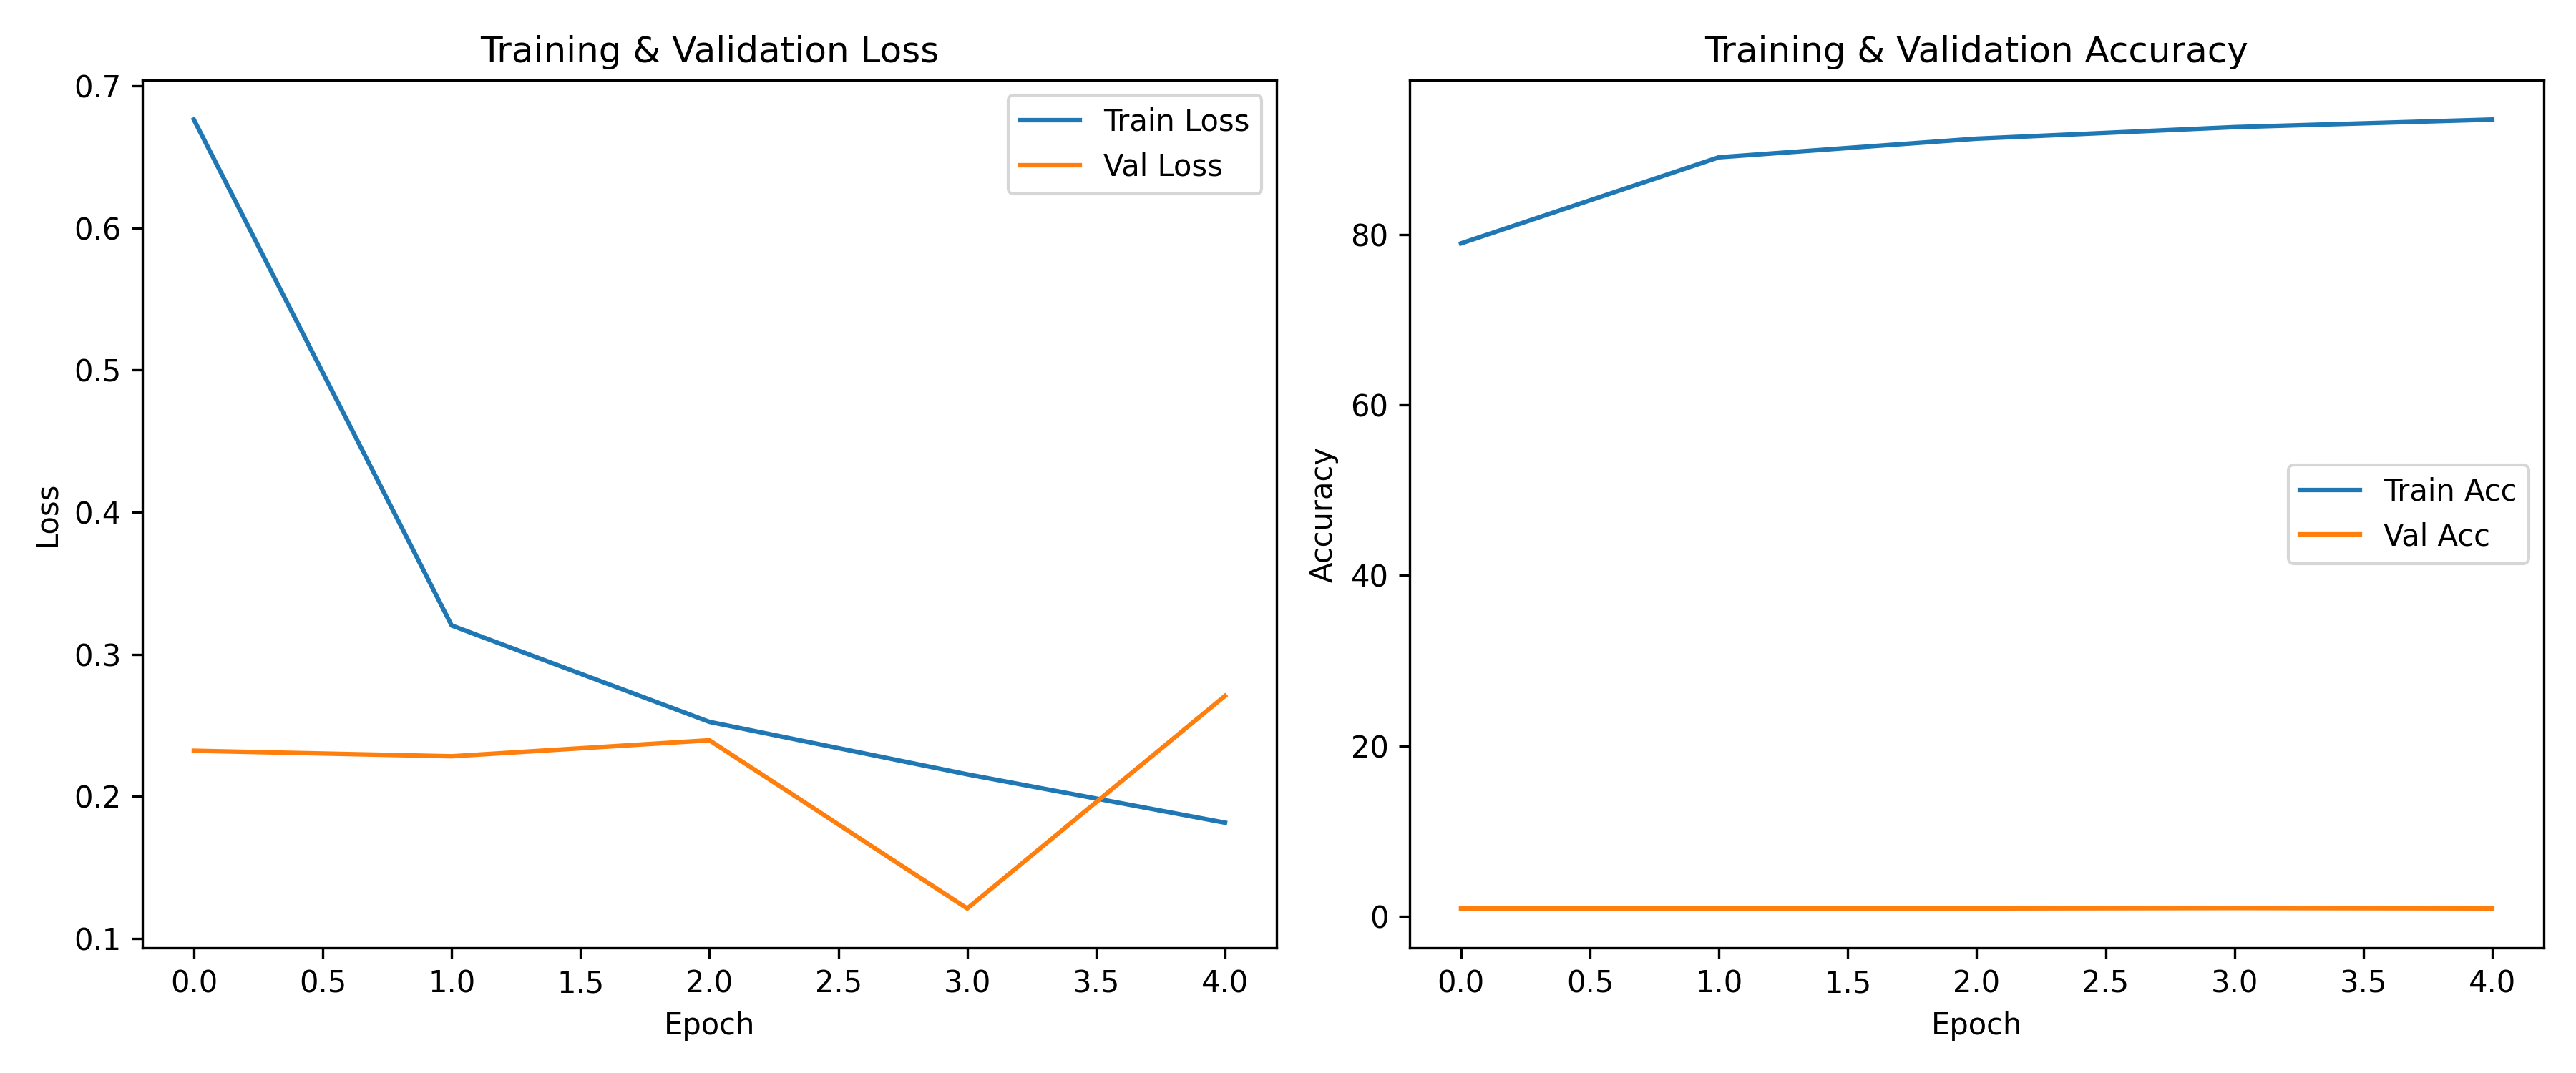 Training & Validation Loss
0.7
0.6
0.5
0.4
0.3
0.2
0.1
Loss
Train Loss
Val Loss
0.0 0.5 1.0 1.5 2.0 2.5 3.0 3.5 4.0
Epoch
Training & Validation Accuracy
80
60
40
20
0
Accuracy
Train Acc
Val Acc
0.0 0.5 1.0 1.5 2.0 2.5 3.0 3.5 4.0
Epoch